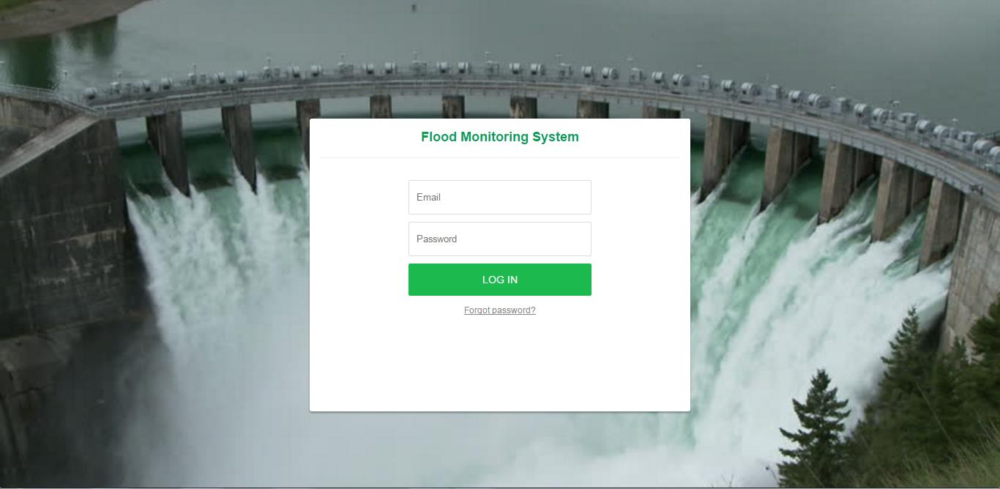 Flood Monitoring System
Email
Password
LOG IN
Forgot password?